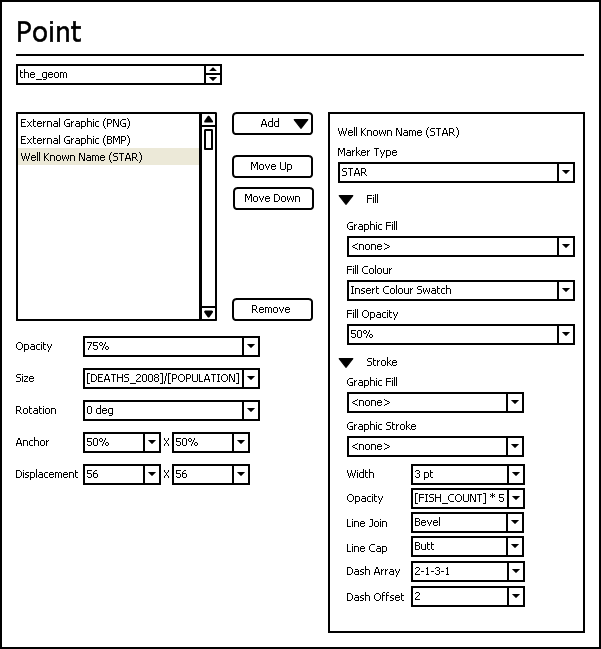 Point
the_geom
External Graphic (PNG)
External Graphic (BMP)
Well Known Name (STAR)
Add
Move Up
Move Down
Remove
Opacity 75%
Size [DEATHS_2008]/[POPULATION]
Rotation 0 deg
Anchor 50% X 50%
Displacement 56 X 56
Well Known Name (STAR)
Marker Type
STAR
Fill
Graphic Fill
<none>
Fill Colour
Insert Colour Swatch
Fill Opacity
50%
Stroke
Graphic Fill
<none>
Graphic Stroke
<none>
Width 3 pt
Opacity [FISH_COUNT] * 5
Line Join Bevel
Line Cap Butt
Dash Array 2-1-3-1
Dash Offset 2